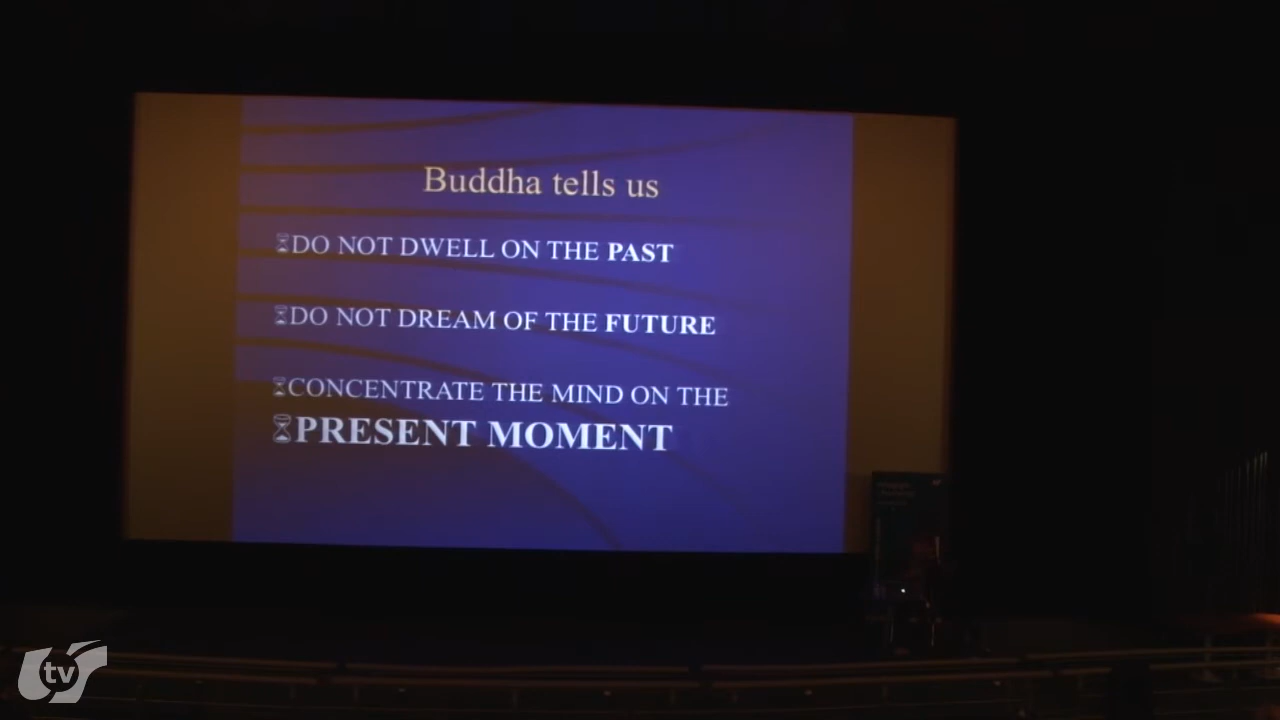 Buddha tells us
DO NOT DWELL ON THE PAST
DO NOT DREAM OF THE FUTURE
CONCENTRATE THE MIND ON THE
PRESENT MOMENT
tv